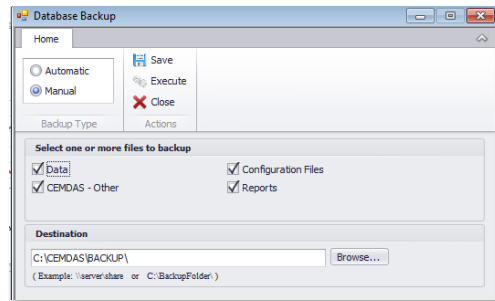 Database Backup
Home
Automatic
Manual
Backup Type
Save
Execute
Close
Actions
Select one or more files to backup
Data
Configuration Files
CEMDAS - Other
Reports
Destination
C:\CEMDAS\BACKUP\
Browse...
( Example: \\server\share or C:\BackupFolder\ )